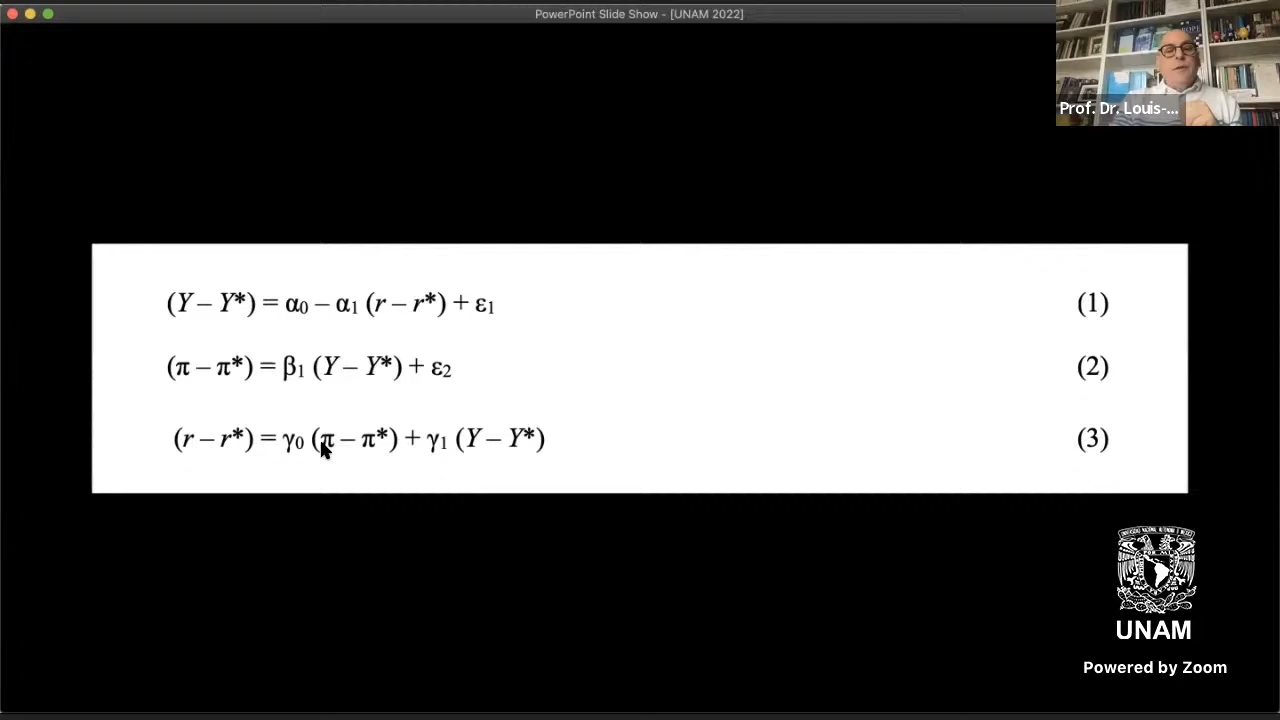 PowerPoint Slide Show - [UNAM 2022]
Prof. Dr. Louis-...
(Y – Y*) = α₀ – α₁ (r – r*) + ε₁ (1)
(π – π*) = β₁ (Y – Y*) + ε₂ (2)
(r – r*) = γ₀ (π – π*) + γ₁ (Y – Y*) (3)
UNAM
Powered by Zoom